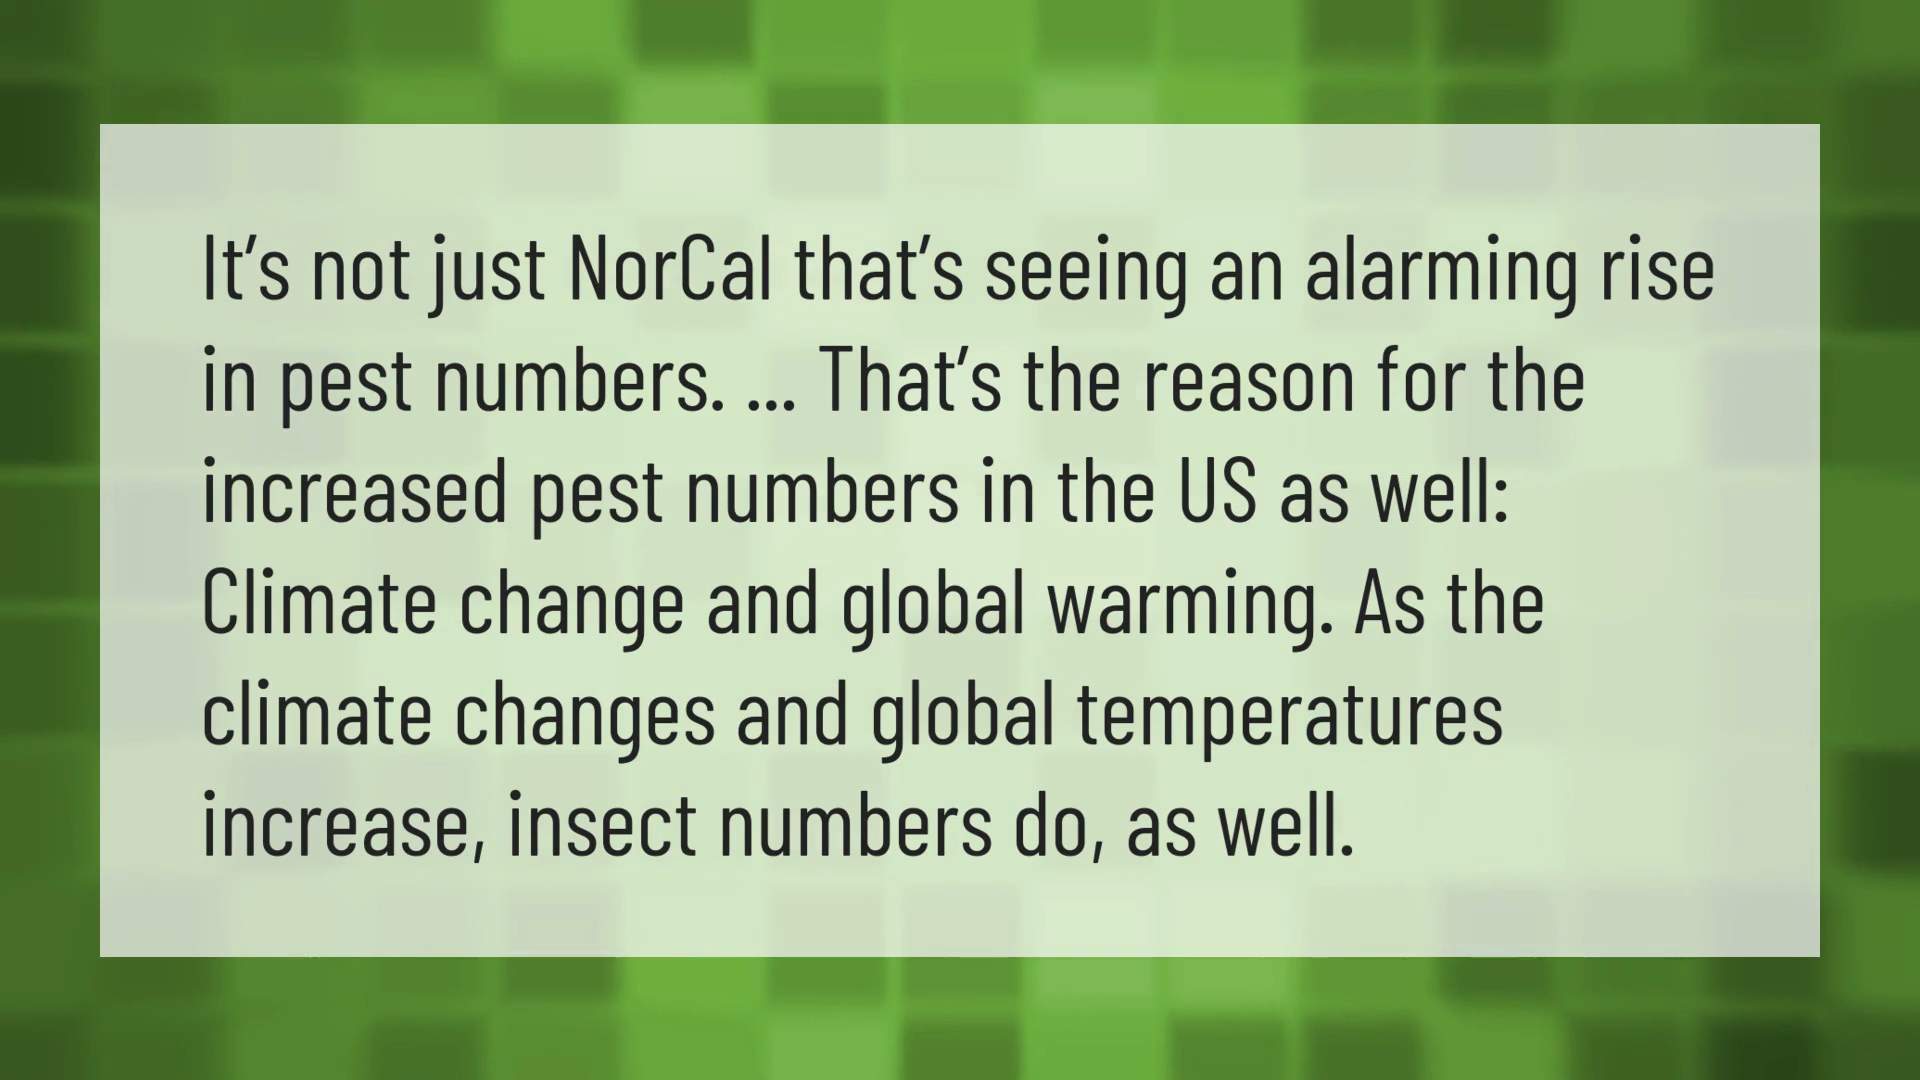 It’s not just NorCal that’s seeing an alarming rise
in pest numbers. ... That’s the reason for the
increased pest numbers in the US as well:
Climate change and global warming. As the
climate changes and global temperatures
increase, insect numbers do, as well.